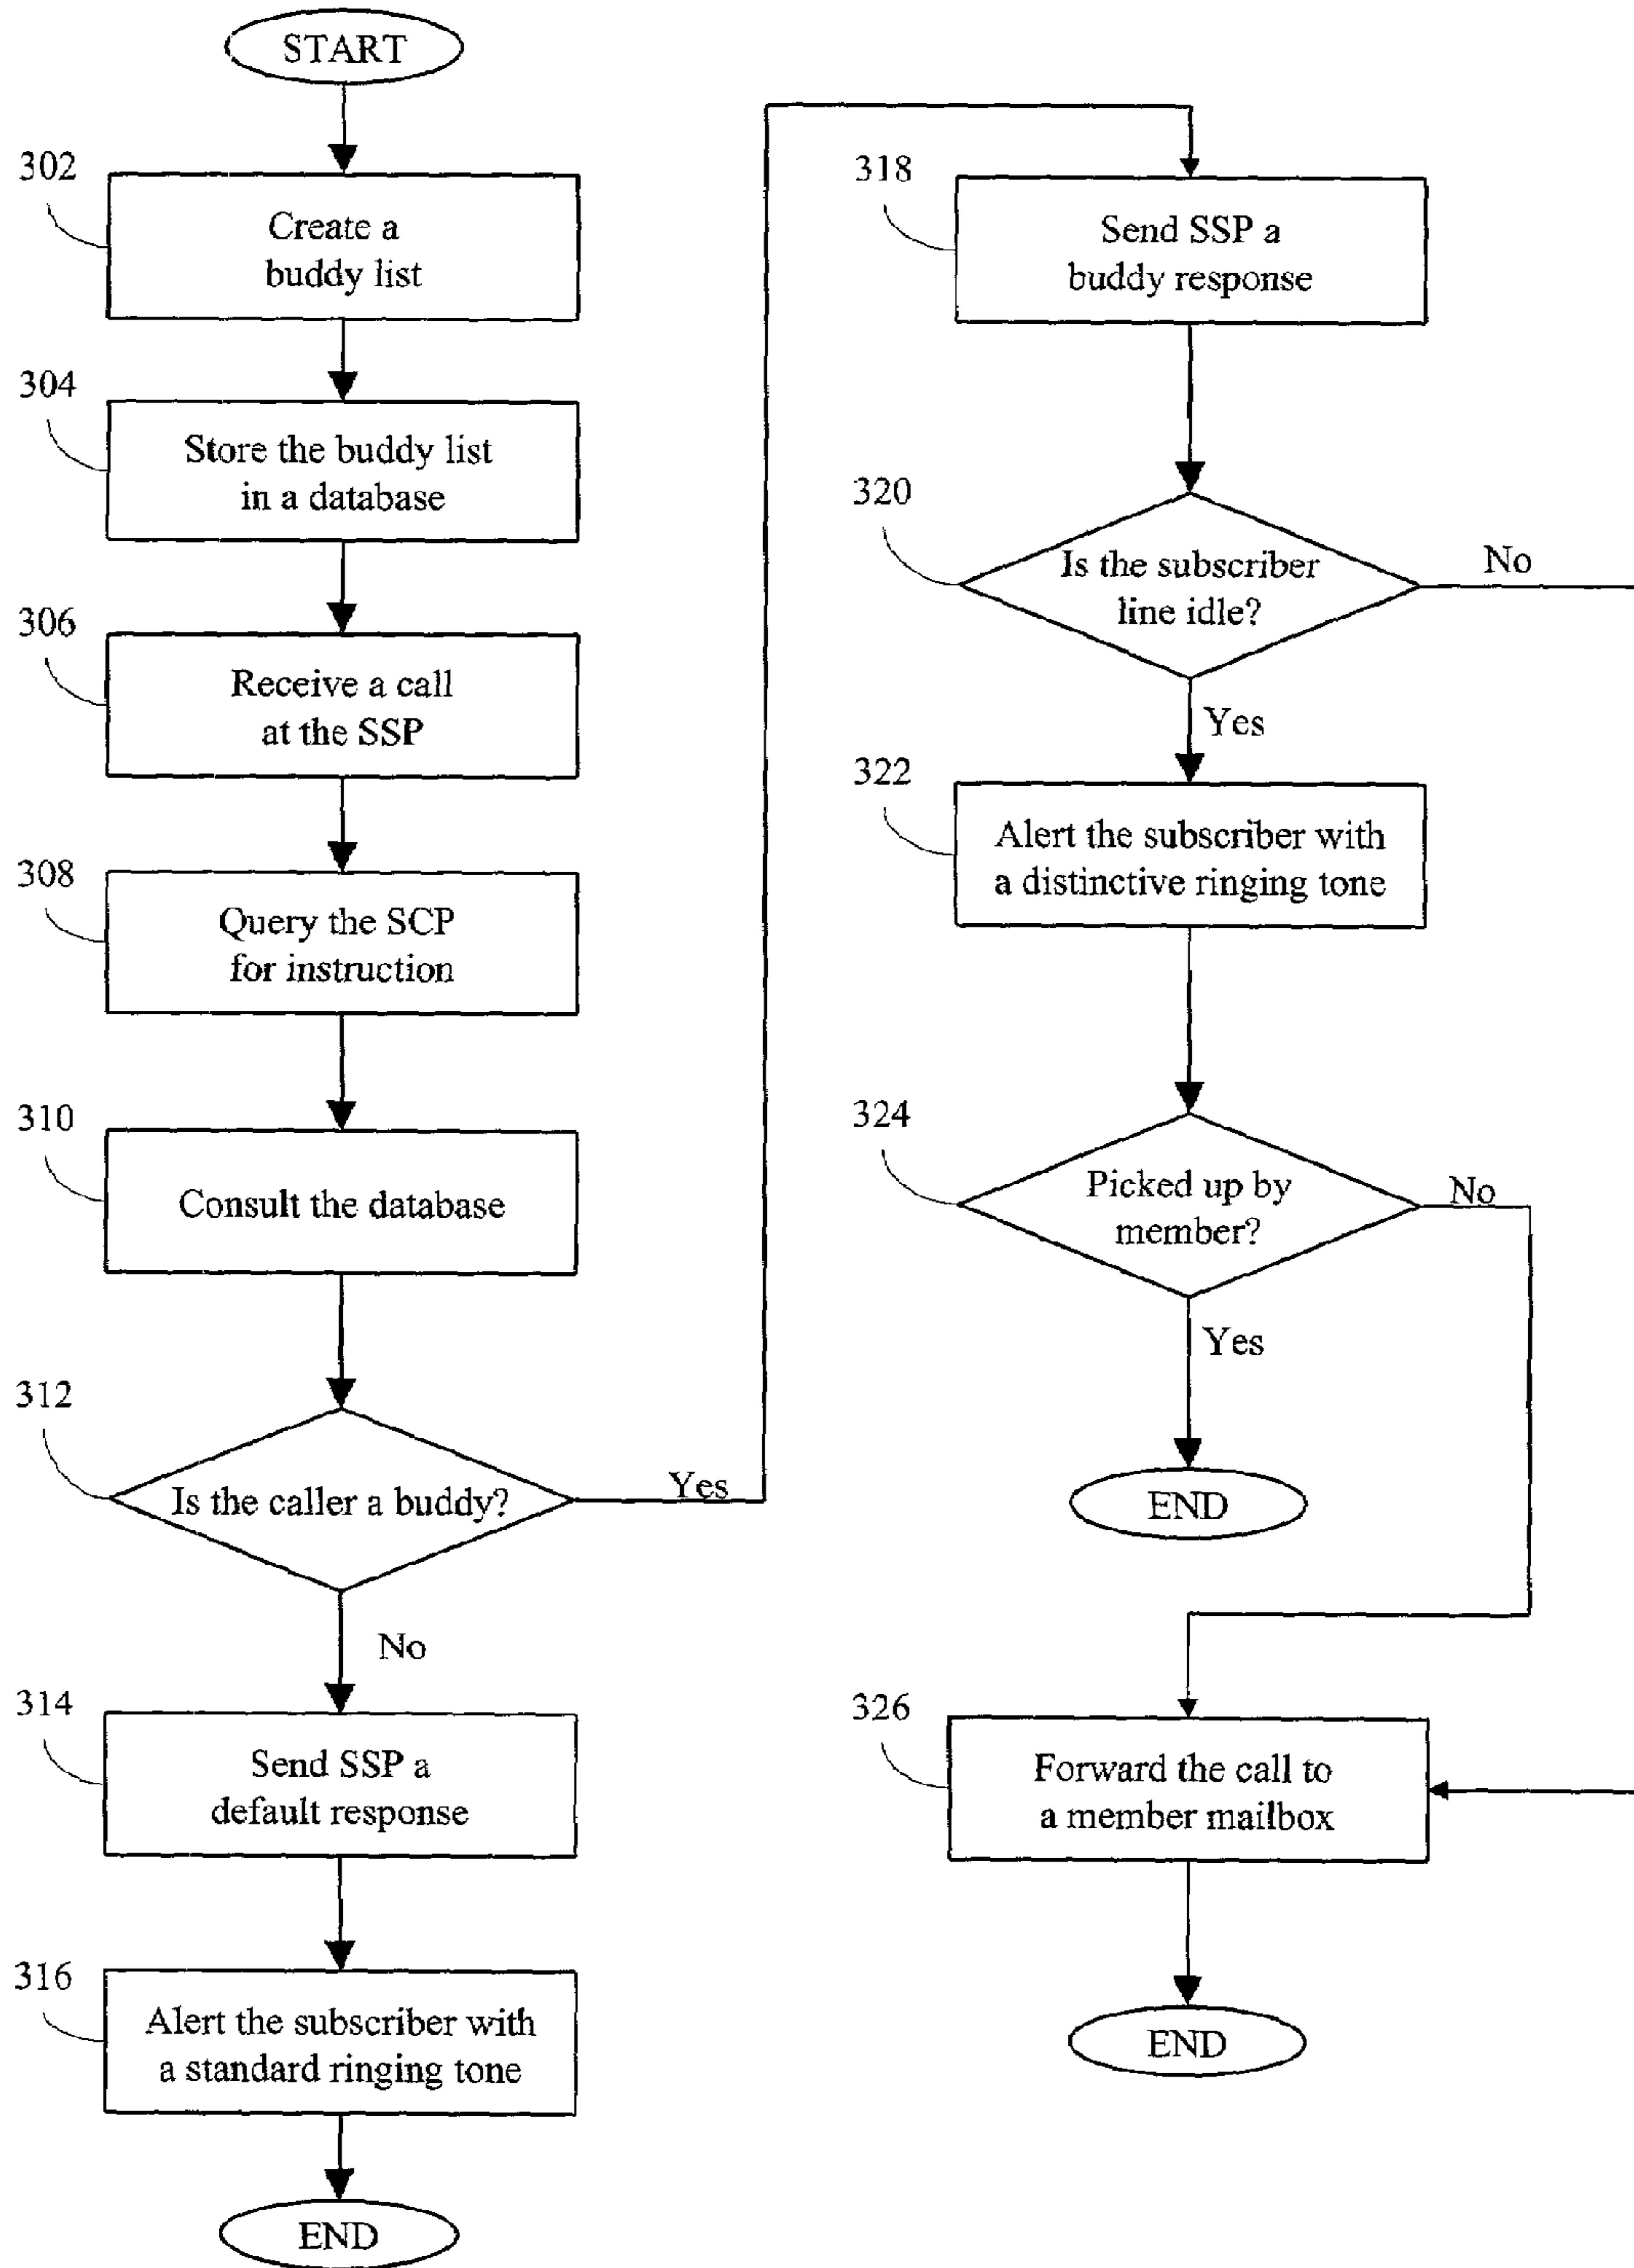 START
302
Create a
buddy list
304
Store the buddy list
in a database
306
Receive a call
at the SSP
308
Query the SCP
for instruction
310
Consult the database
312
Is the caller a buddy?
Yes
No
314
Send SSP a
default response
316
Alert the subscriber with
a standard ringing tone
END
318
Send SSP a
buddy response
320
Is the subscriber
line idle?
No
Yes
322
Alert the subscriber with
a distinctive ringing tone
324
Picked up by
member?
No
Yes
END
326
Forward the call to
a member mailbox
END